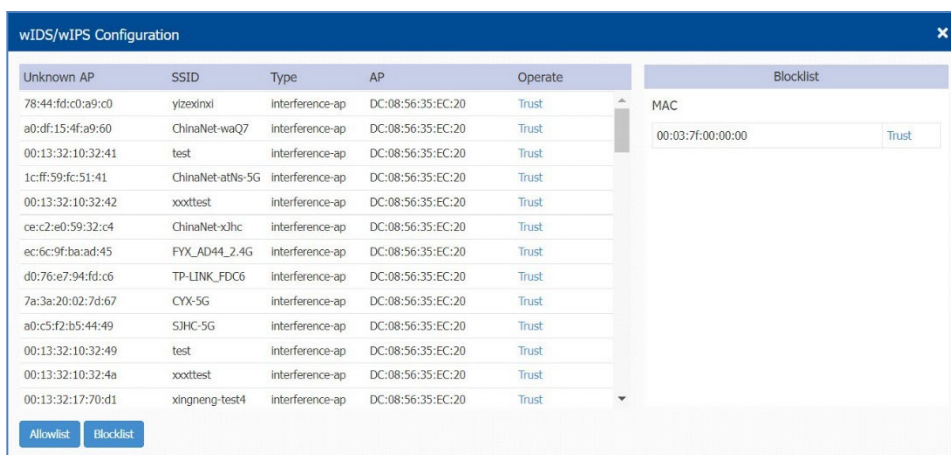 wIDS/wIPS Configuration ×
Unknown AP SSID Type AP Operate
78:44:fd:c0:a9:c0 yizexinxi interference-ap DC:08:56:35:EC:20 Trust
a0:df:15:4f:a9:60 ChinaNet-waQ7 interference-ap DC:08:56:35:EC:20 Trust
00:13:32:10:32:41 test interference-ap DC:08:56:35:EC:20 Trust
1c:ff:59:fc:51:41 ChinaNet-atNs-5G interference-ap DC:08:56:35:EC:20 Trust
00:13:32:10:32:42 xxxttest interference-ap DC:08:56:35:EC:20 Trust
ce:c2:e0:59:32:c4 ChinaNet-xJhc interference-ap DC:08:56:35:EC:20 Trust
ec:6c:9f:ba:ad:45 FYX_AD44_2.4G interference-ap DC:08:56:35:EC:20 Trust
d0:76:e7:94:fd:c6 TP-LINK_FDC6 interference-ap DC:08:56:35:EC:20 Trust
7a:3a:20:02:7d:67 CYX-5G interference-ap DC:08:56:35:EC:20 Trust
a0:c5:f2:b5:44:49 SJHC-5G interference-ap DC:08:56:35:EC:20 Trust
00:13:32:10:32:49 test interference-ap DC:08:56:35:EC:20 Trust
00:13:32:10:32:4a xxxttest interference-ap DC:08:56:35:EC:20 Trust
00:13:32:17:70:d1 xingneng-test4 interference-ap DC:08:56:35:EC:20 Trust
Allowlist Blocklist
Blocklist
MAC
00:03:7f:00:00:00 Trust